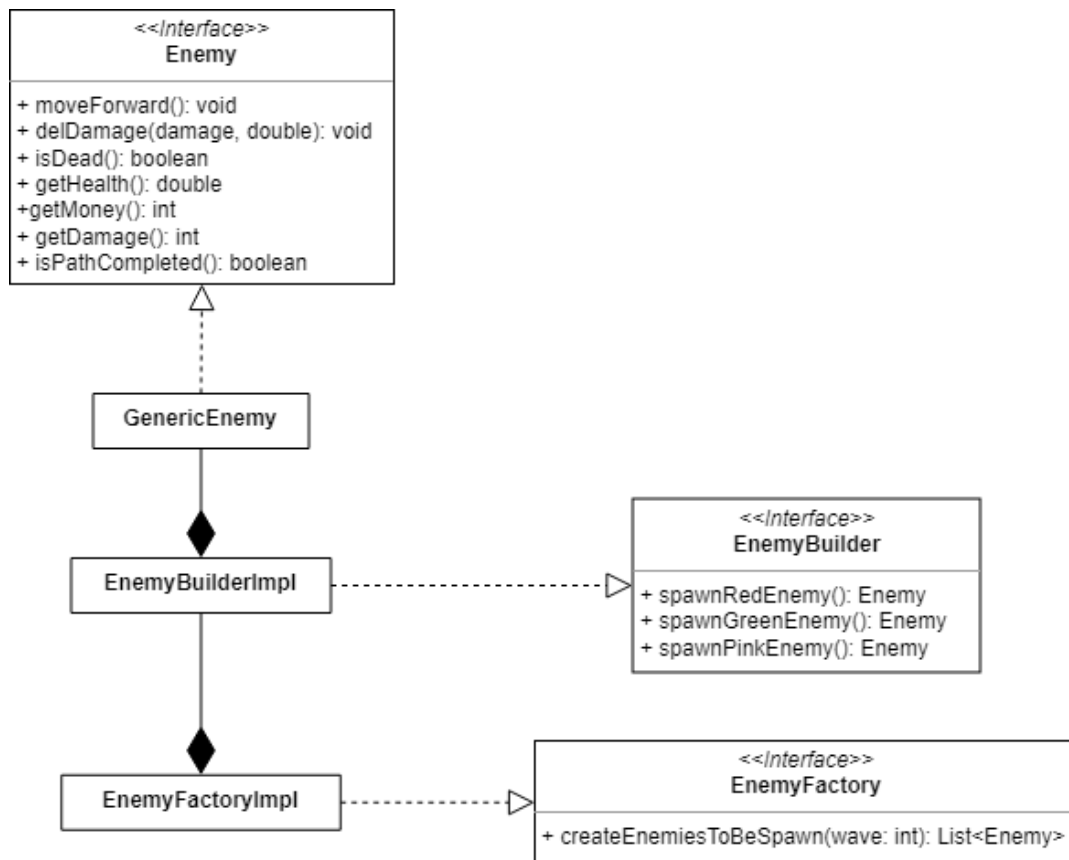 <<Interface>>
Enemy
+ moveForward(): void
+ delDamage(damage, double): void
+ isDead(): boolean
+ getHealth(): double
+getMoney(): int
+ getDamage(): int
+ isPathCompleted(): boolean
GenericEnemy
EnemyBuilderImpl
<<Interface>>
EnemyBuilder
+ spawnRedEnemy(): Enemy
+ spawnGreenEnemy(): Enemy
+ spawnPinkEnemy(): Enemy
EnemyFactoryImpl
<<Interface>>
EnemyFactory
+ createEnemiesToBeSpawn(wave: int): List<Enemy>